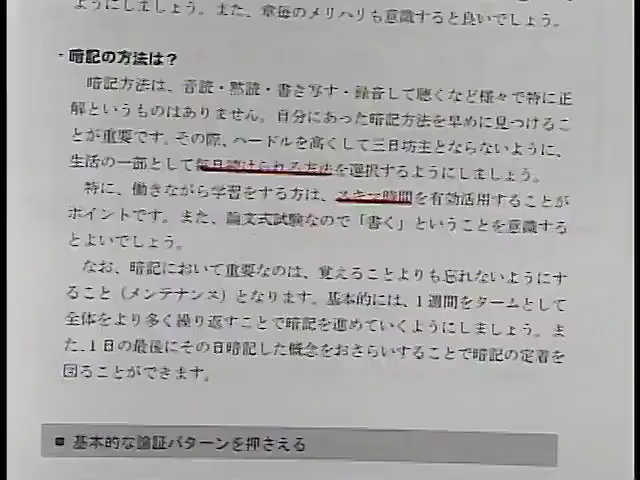 ようにしましょう。また、章毎のメリハリも意識すると良いでしょう。
- 暗記の方法は？
暗記方法は、音読・黙読・書き写す・録音して聴くなど様々で特に正
解というものはありません。自分にあった暗記方法を早めに見つけるこ
とが重要です。その際、ハードルを高くして三日坊主とならないように、
生活の一部として毎日続けられる方法を選択するようにしましょう。
特に、働きながら学習をする方は、スキマ時間を有効活用することが
ポイントです。また、論文式試験なので「書く」ということを意識する
とよいでしょう。
なお、暗記において重要なのは、覚えることよりも忘れないようにす
ること（メンテナンス）となります。基本的には、1週間をタームとして
全体をより多く繰り返すことで暗記を進めていくようにしましょう。ま
た、1日の最後にその日暗記した概念をおさらいすることで暗記の定着を
図ることができます。
■ 基本的な論証パターンを押さえる